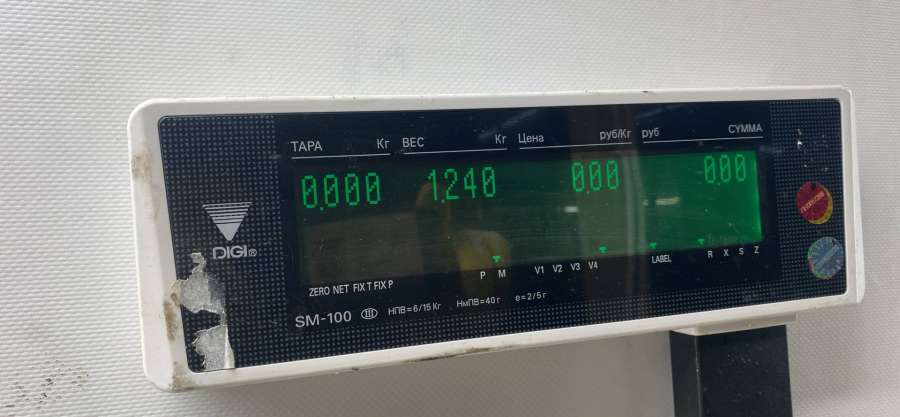 ТАРА Кг ВЕС Кг Цена руб/Кг руб СУММА
0.000 1.240 0.00 0.00
DIGI®
P M V1 V2 V3 V4 LABEL R X S Z
ZERO NET FIX T FIX P
SM-100 III НПВ=6/15 Кг НмПВ=40 г e=2/5 г